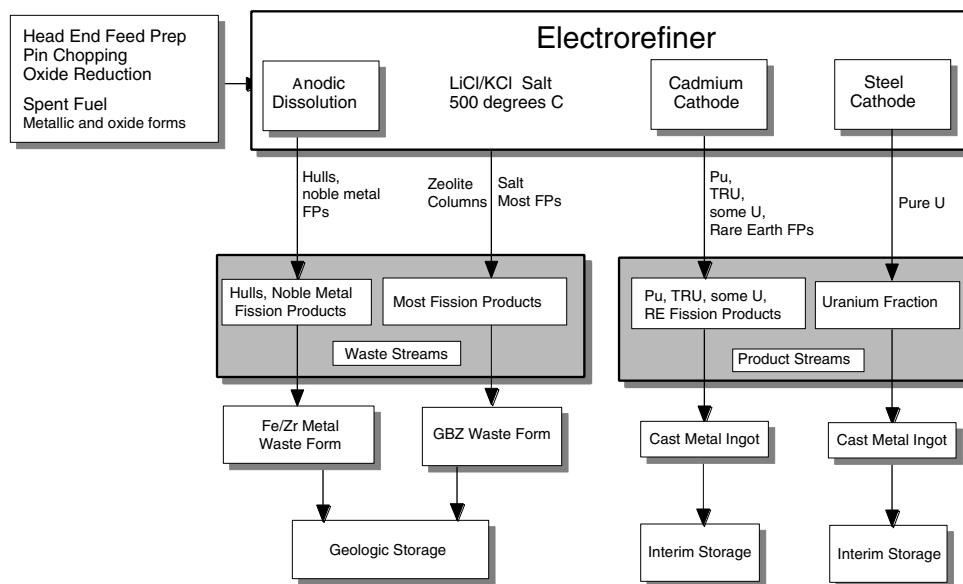 Head End Feed Prep
Pin Chopping
Oxide Reduction
Spent Fuel
Metallic and oxide forms
Electrorefiner
Anodic
Dissolution
LiCl/KCl Salt
500 degrees C
Cadmium
Cathode
Steel
Cathode
Hulls,
noble metal
FPs
Zeolite
Columns
Salt
Most FPs
Pu,
TRU,
some U,
Rare Earth FPs
Pure U
Hulls, Noble Metal
Fission Products
Most Fission Products
Waste Streams
Pu, TRU, some U,
RE Fission Products
Uranium Fraction
Product Streams
Fe/Zr Metal
Waste Form
GBZ Waste Form
Cast Metal Ingot
Cast Metal Ingot
Geologic Storage
Interim Storage
Interim Storage